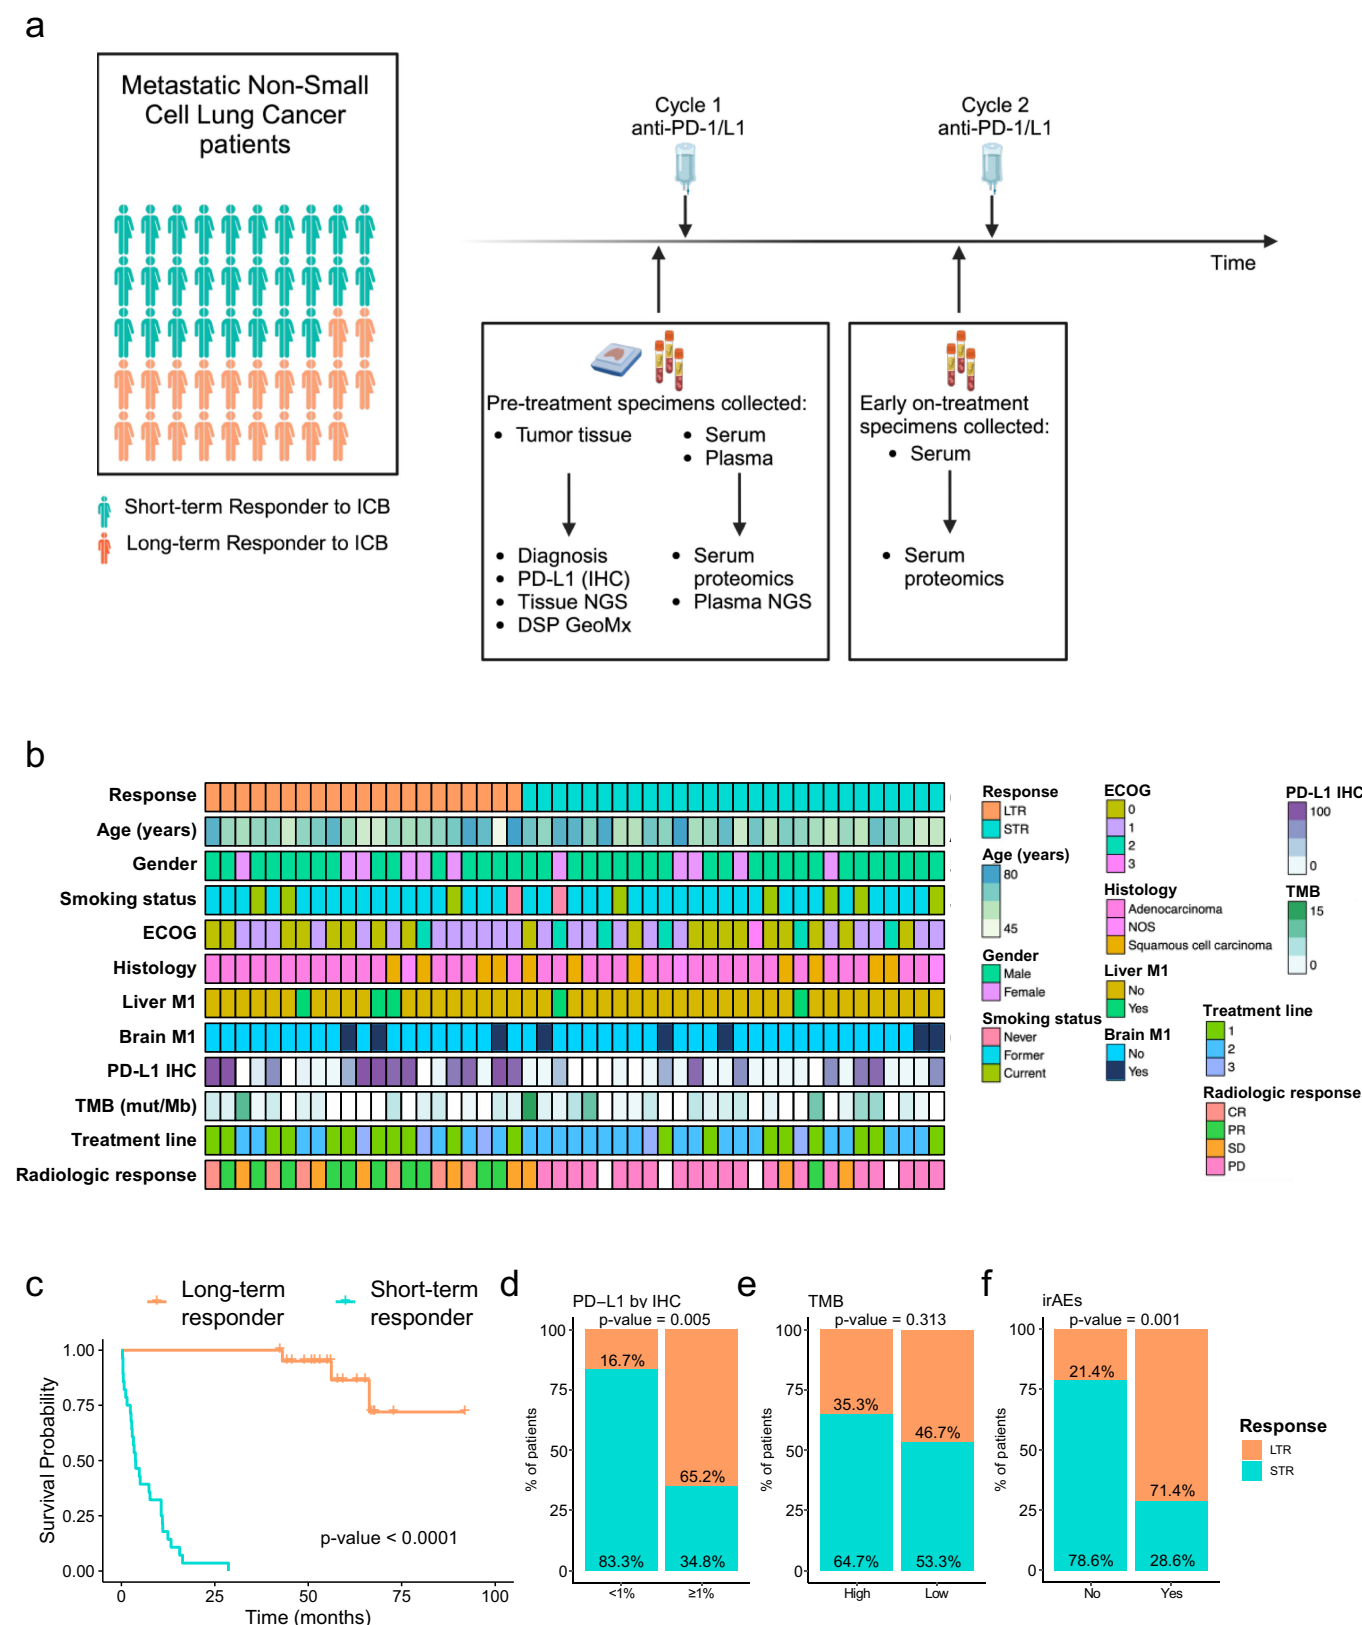 a
Metastatic Non-Small
Cell Lung Cancer
patients
Short-term Responder to ICB
Long-term Responder to ICB
Cycle 1
anti-PD-1/L1
Cycle 2
anti-PD-1/L1
Time
Pre-treatment specimens collected:
• Tumor tissue
• Serum
• Plasma
• Diagnosis
• PD-L1 (IHC)
• Tissue NGS
• DSP GeoMx
• Serum
proteomics
• Plasma NGS
Early on-treatment
specimens collected:
• Serum
• Serum
proteomics
b
Response
Age (years)
Gender
Smoking status
ECOG
Histology
Liver M1
Brain M1
PD-L1 IHC
TMB (mut/Mb)
Treatment line
Radiologic response
Response
LTR
STR
Age (years)
80
45
Gender
Male
Female
Smoking status
Never
Former
Current
ECOG
0
1
2
3
Histology
Adenocarcinoma
NOS
Squamous cell carcinoma
Liver M1
No
Yes
Brain M1
No
Yes
PD-L1 IHC
100
0
TMB
15
0
Treatment line
1
2
3
Radiologic response
CR
PR
SD
PD
c
Long-term
responder
Short-term
responder
Survival Probability
1.00
0.75
0.50
0.25
0.00
p-value < 0.0001
0 25 50 75 100
Time (months)
d
PD–L1 by IHC
p-value = 0.005
% of patients
100
75
50
25
0
16.7%
65.2%
83.3%
34.8%
<1% ≥1%
e
TMB
p-value = 0.313
% of patients
100
75
50
25
0
35.3%
46.7%
64.7%
53.3%
High Low
f
irAEs
p-value = 0.001
% of patients
100
75
50
25
0
21.4%
71.4%
78.6%
28.6%
No Yes
Response
LTR
STR